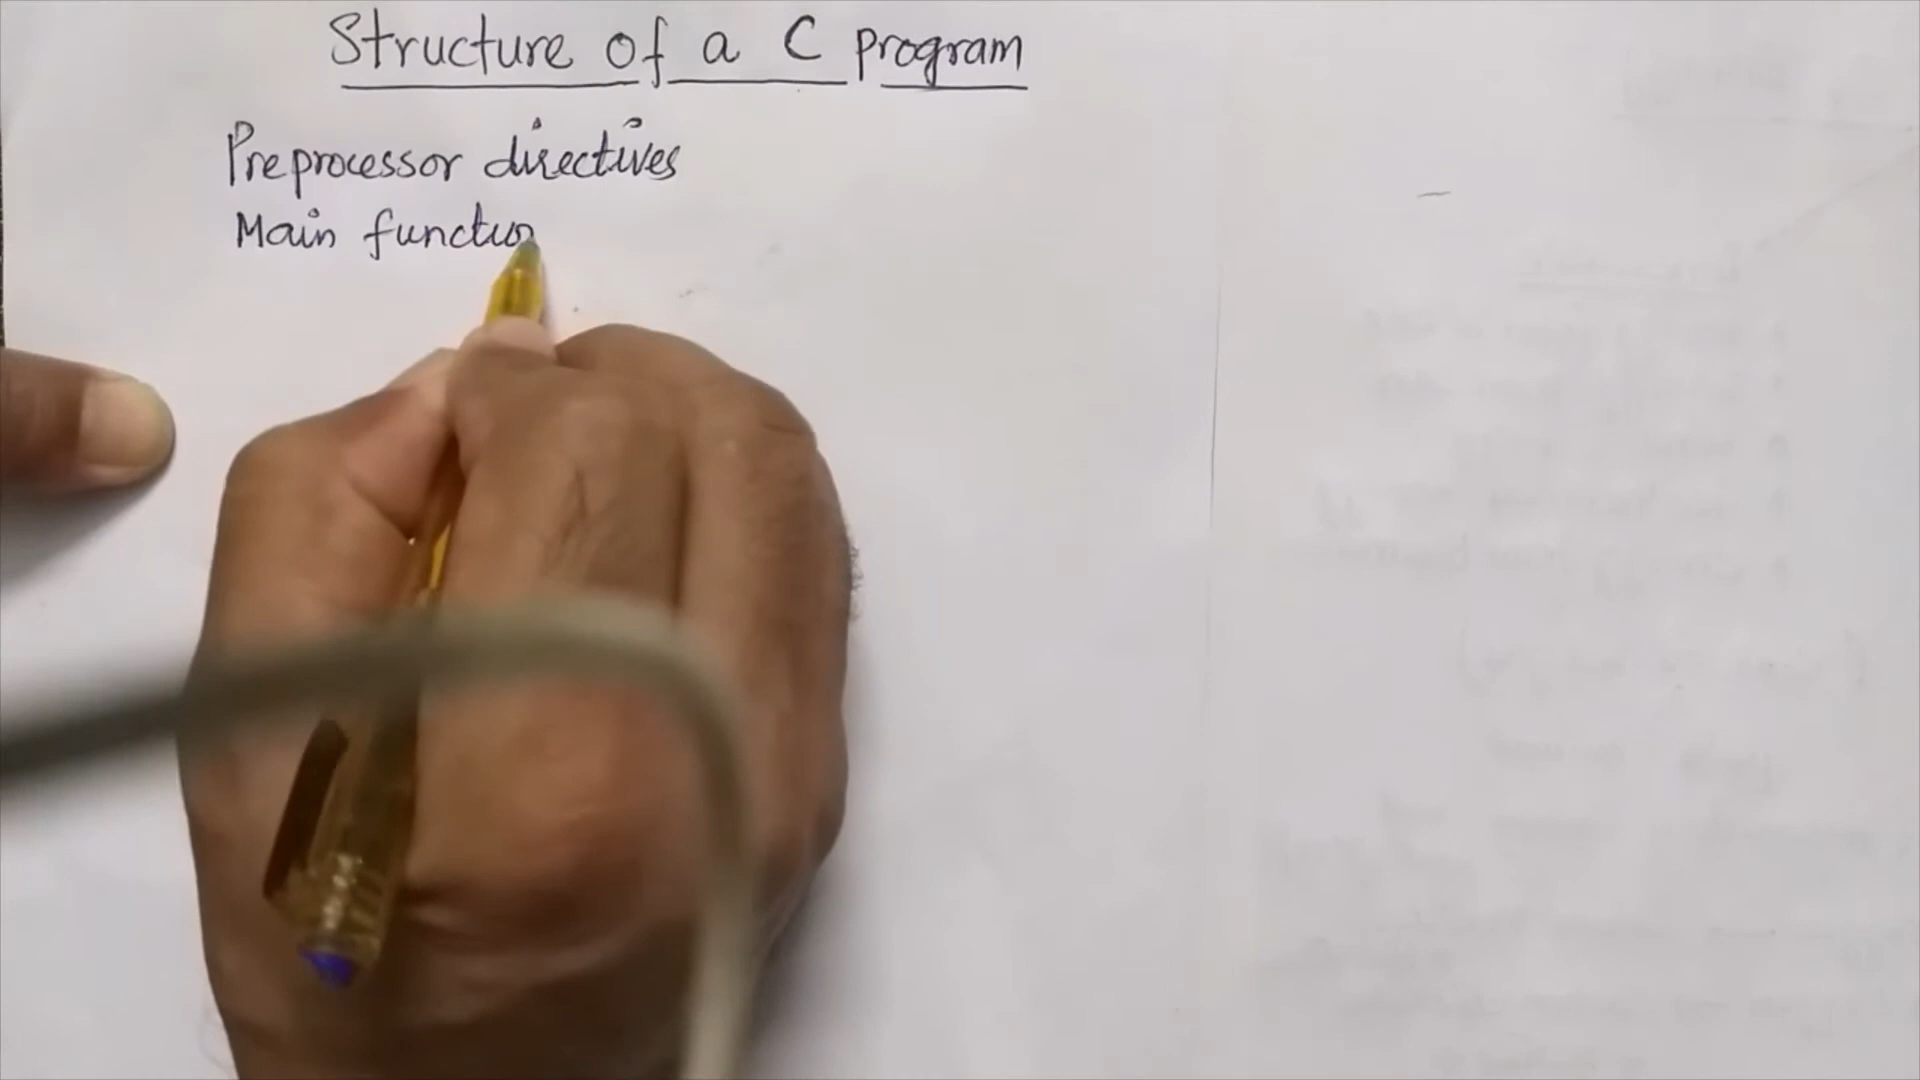 Structure of a C program
Preprocessor directives
Main functio